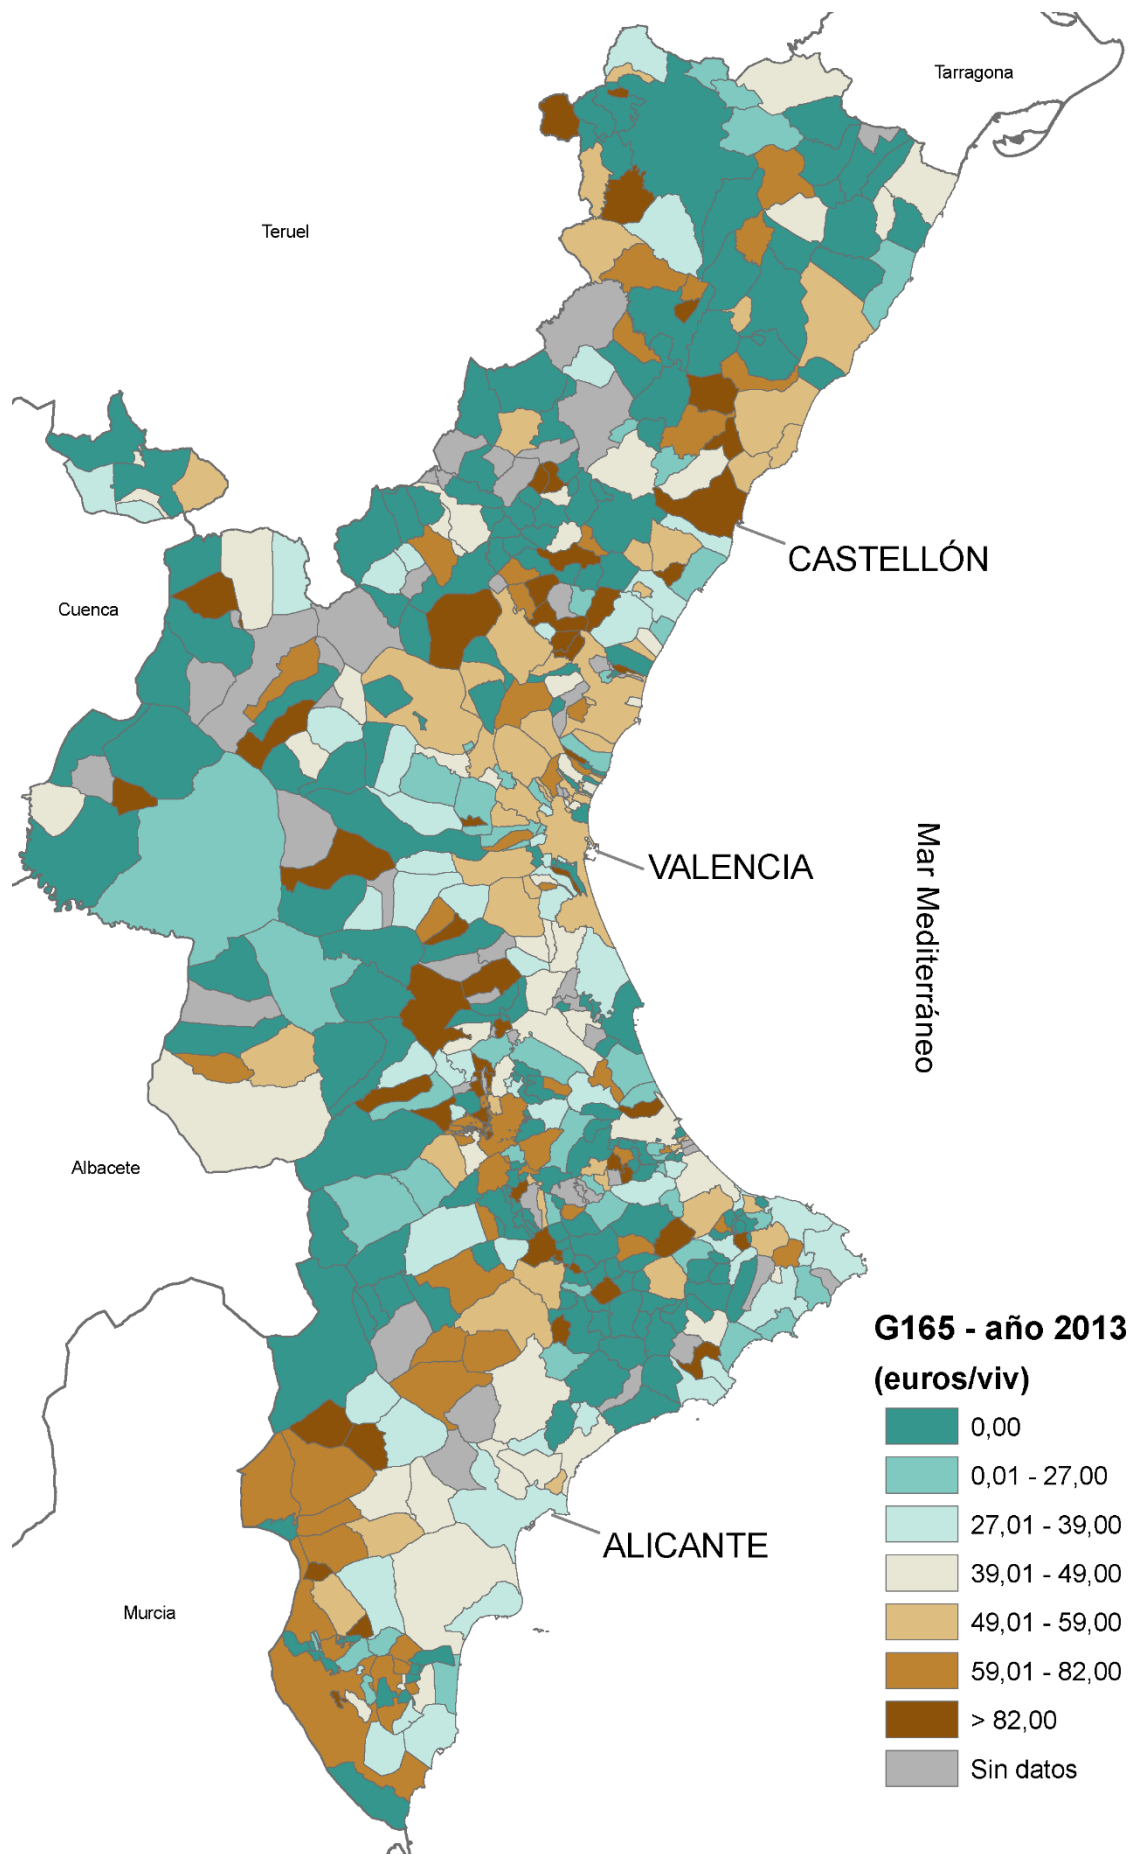 Tarragona
Teruel
CASTELLÓN
Cuenca
Mar Mediterráneo
VALENCIA
Albacete
G165 - año 2013
(euros/viv)
0,00
0,01 - 27,00
27,01 - 39,00
39,01 - 49,00
49,01 - 59,00
59,01 - 82,00
> 82,00
Sin datos
ALICANTE
Murcia